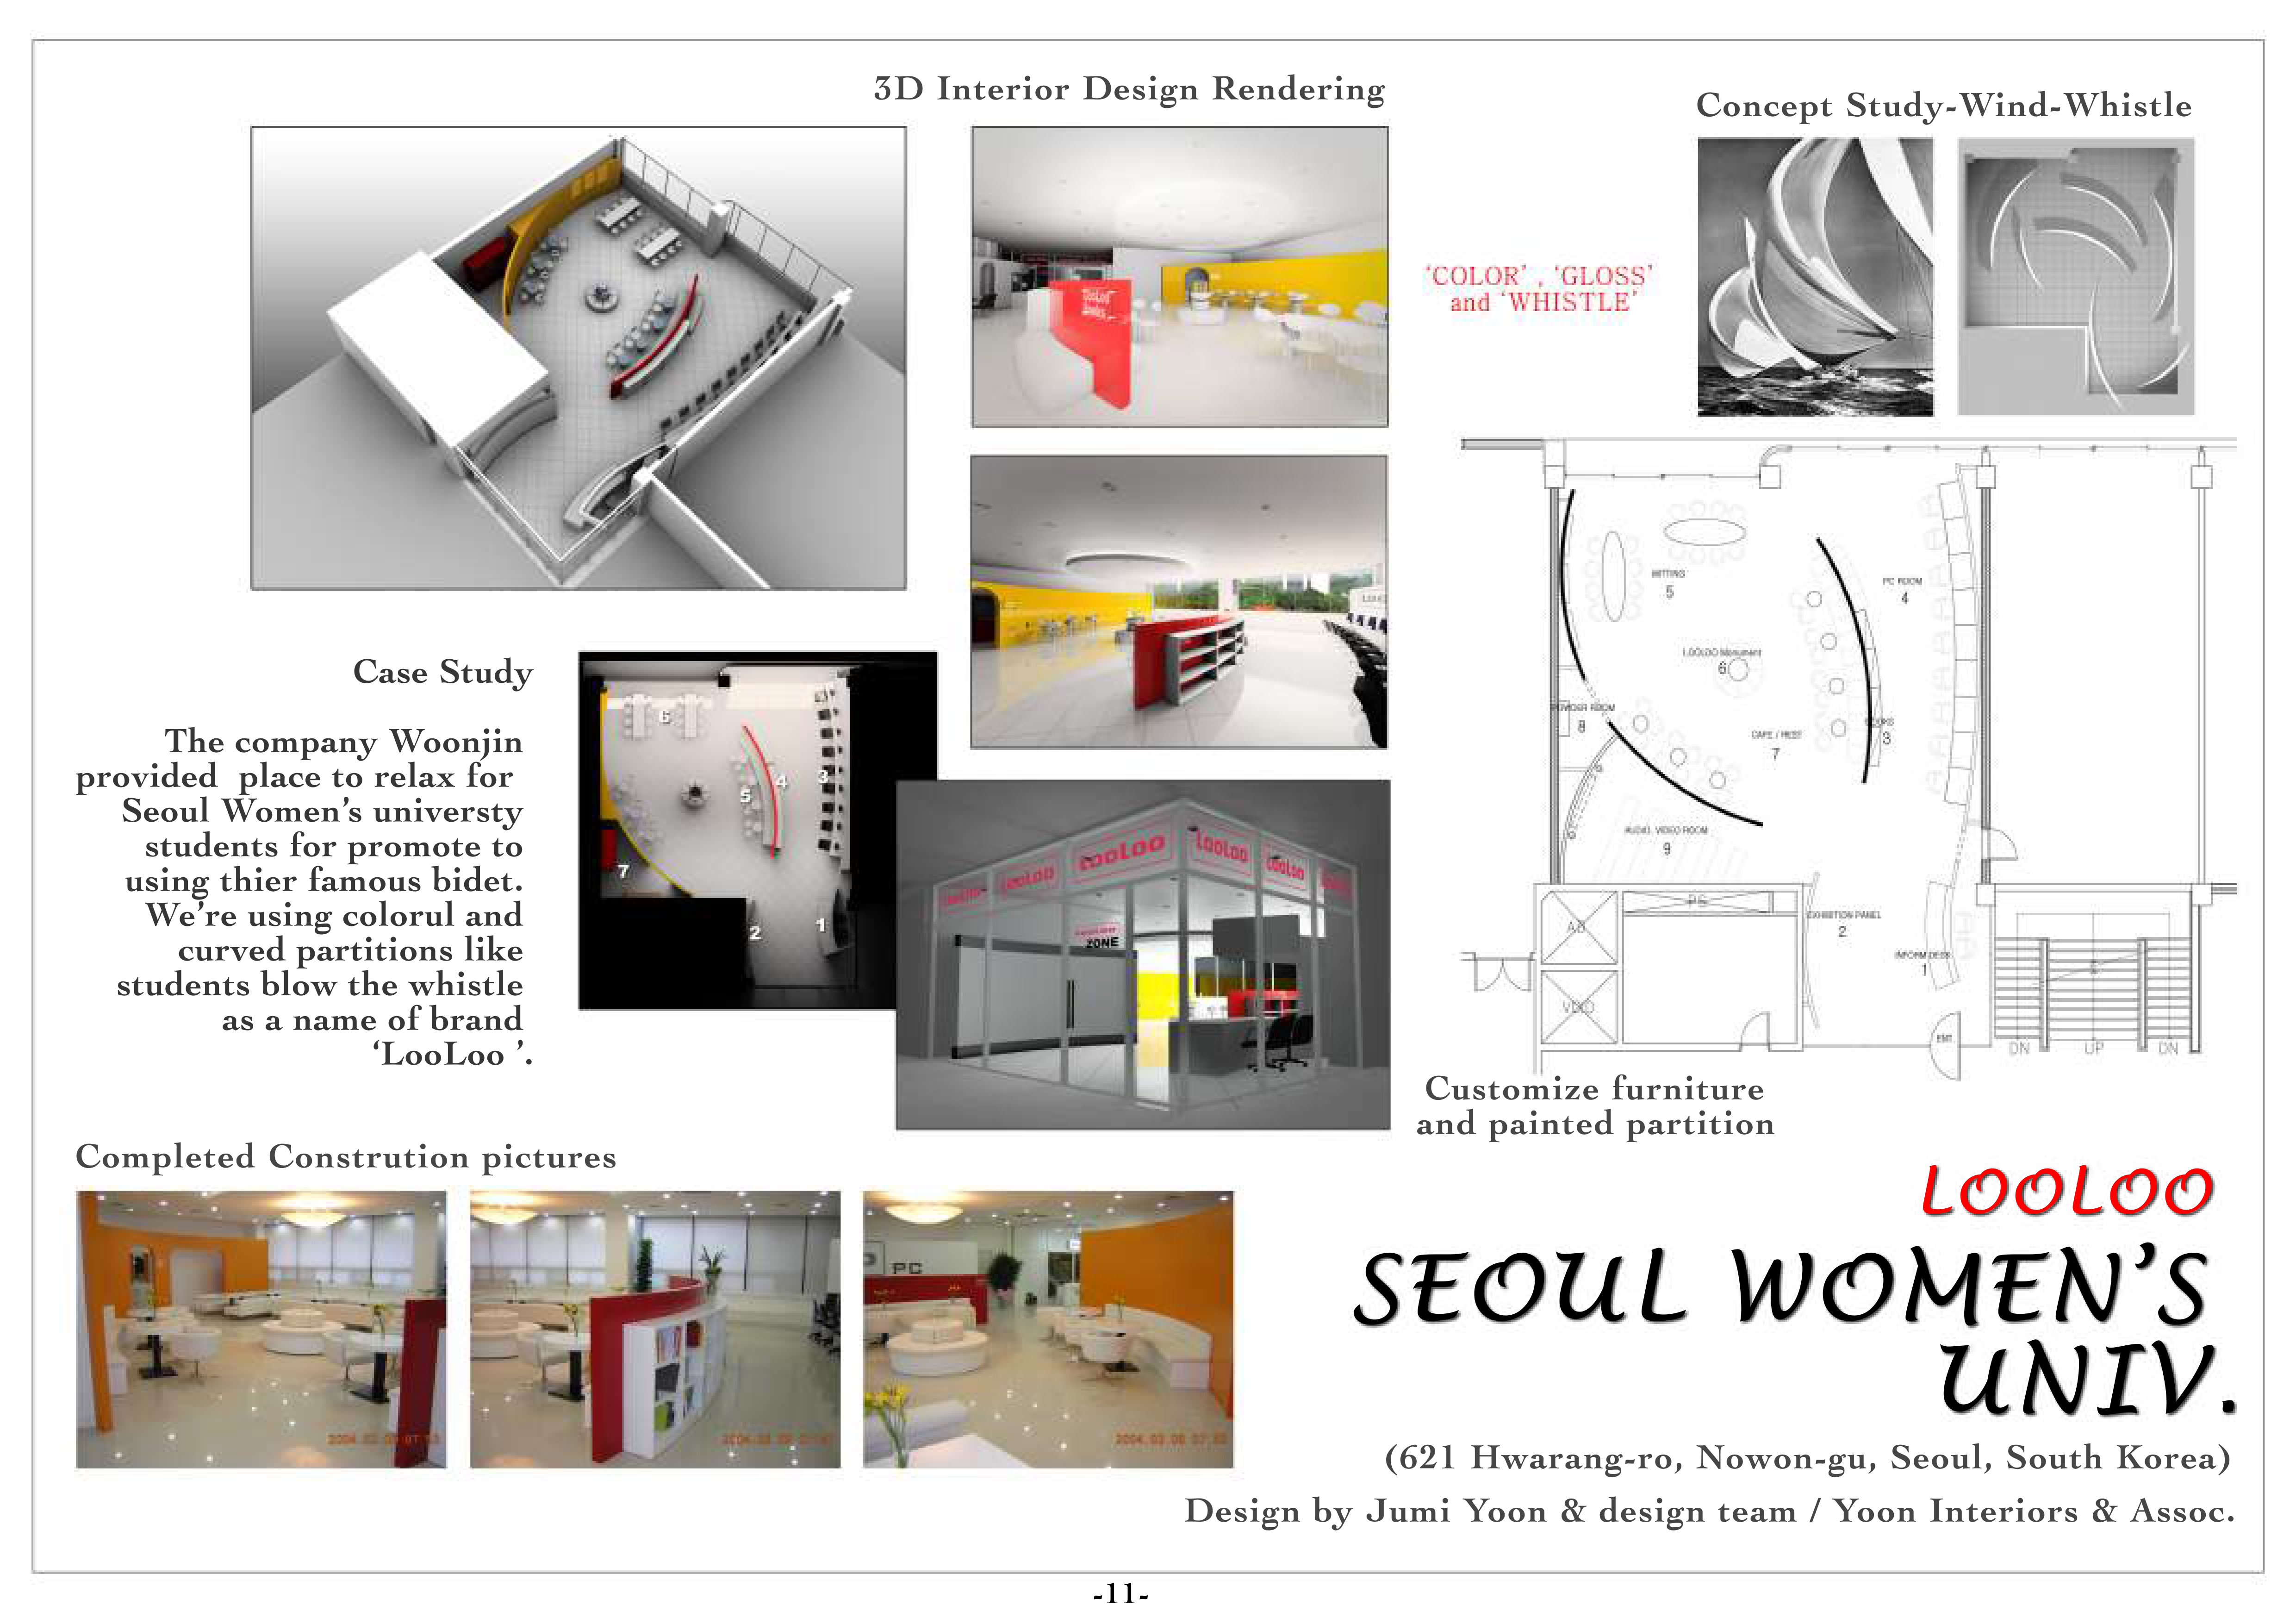 3D Interior Design Rendering
Concept Study-Wind-Whistle
'COLOR' , 'GLOSS'
and 'WHISTLE'
LooLoo
MITTING
5
PC ROOM
4
LOOLOO Monument
6
POWDER ROOM
8
CAFE / REST
7
3
AUDIO, VIDEO ROOM
9
PS
AD
EXHIBITION PANEL
2
INFORM DESK
1
ENT.
DN
UP
DN
Case Study
The company Woonjin
provided place to relax for
Seoul Women's universty
students for promote to
using thier famous bidet.
We're using colorul and
curved partitions like
students blow the whistle
as a name of brand
'LooLoo '.
6
4
3
5
7
2
1
LooLoo
LooLoo
LooLoo
LooLoo
ZONE
Customize furniture
and painted partition
Completed Constrution pictures
PC
LOOLOO
SEOUL WOMEN'S
UNIV.
(621 Hwarang-ro, Nowon-gu, Seoul, South Korea)
Design by Jumi Yoon & design team / Yoon Interiors & Assoc.
-11-